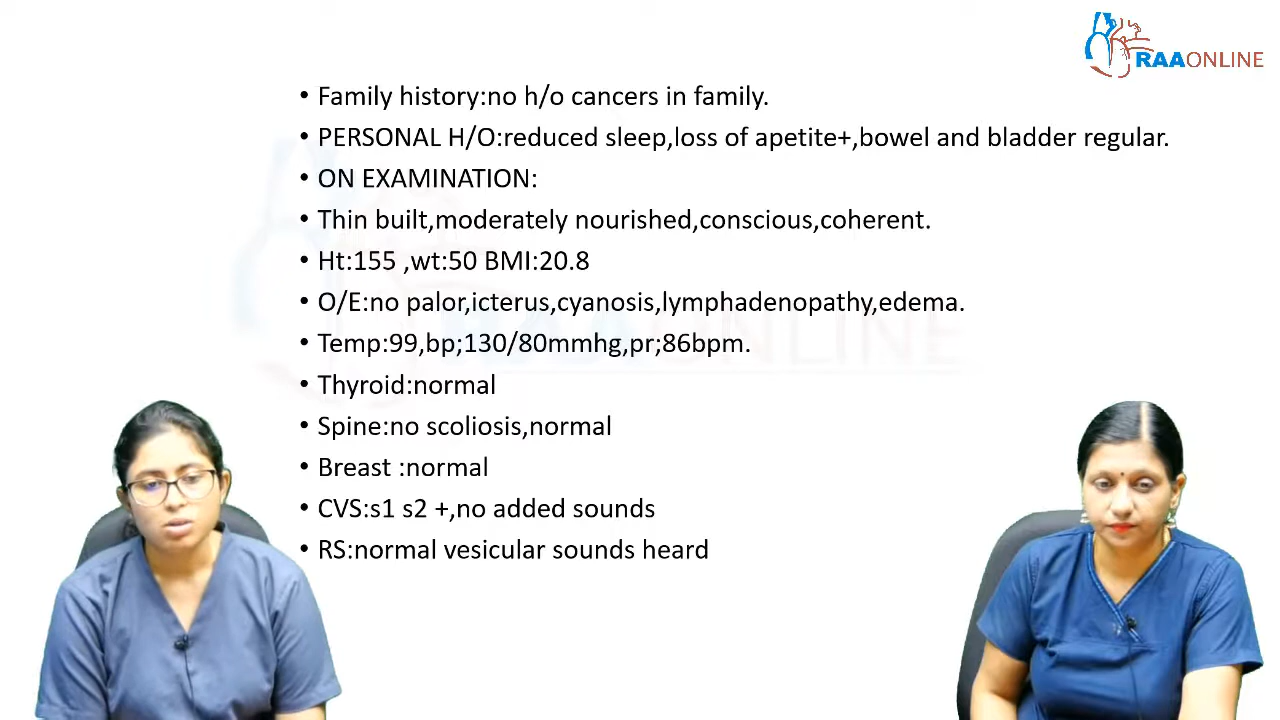 RAAONLINE
• Family history:no h/o cancers in family.
• PERSONAL H/O:reduced sleep,loss of apetite+,bowel and bladder regular.
• ON EXAMINATION:
• Thin built,moderately nourished,conscious,coherent.
• Ht:155 ,wt:50 BMI:20.8
• O/E:no palor,icterus,cyanosis,lymphadenopathy,edema.
• Temp:99,bp;130/80mmhg,pr;86bpm.
• Thyroid:normal
• Spine:no scoliosis,normal
• Breast :normal
• CVS:s1 s2 +,no added sounds
• RS:normal vesicular sounds heard
RAAONLINE